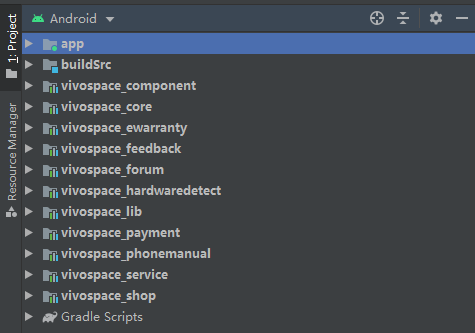 Android
1: Project
Resource Manager
app
buildSrc
vivospace_component
vivospace_core
vivospace_ewarranty
vivospace_feedback
vivospace_forum
vivospace_hardwaredetect
vivospace_lib
vivospace_payment
vivospace_phonemanual
vivospace_service
vivospace_shop
Gradle Scripts